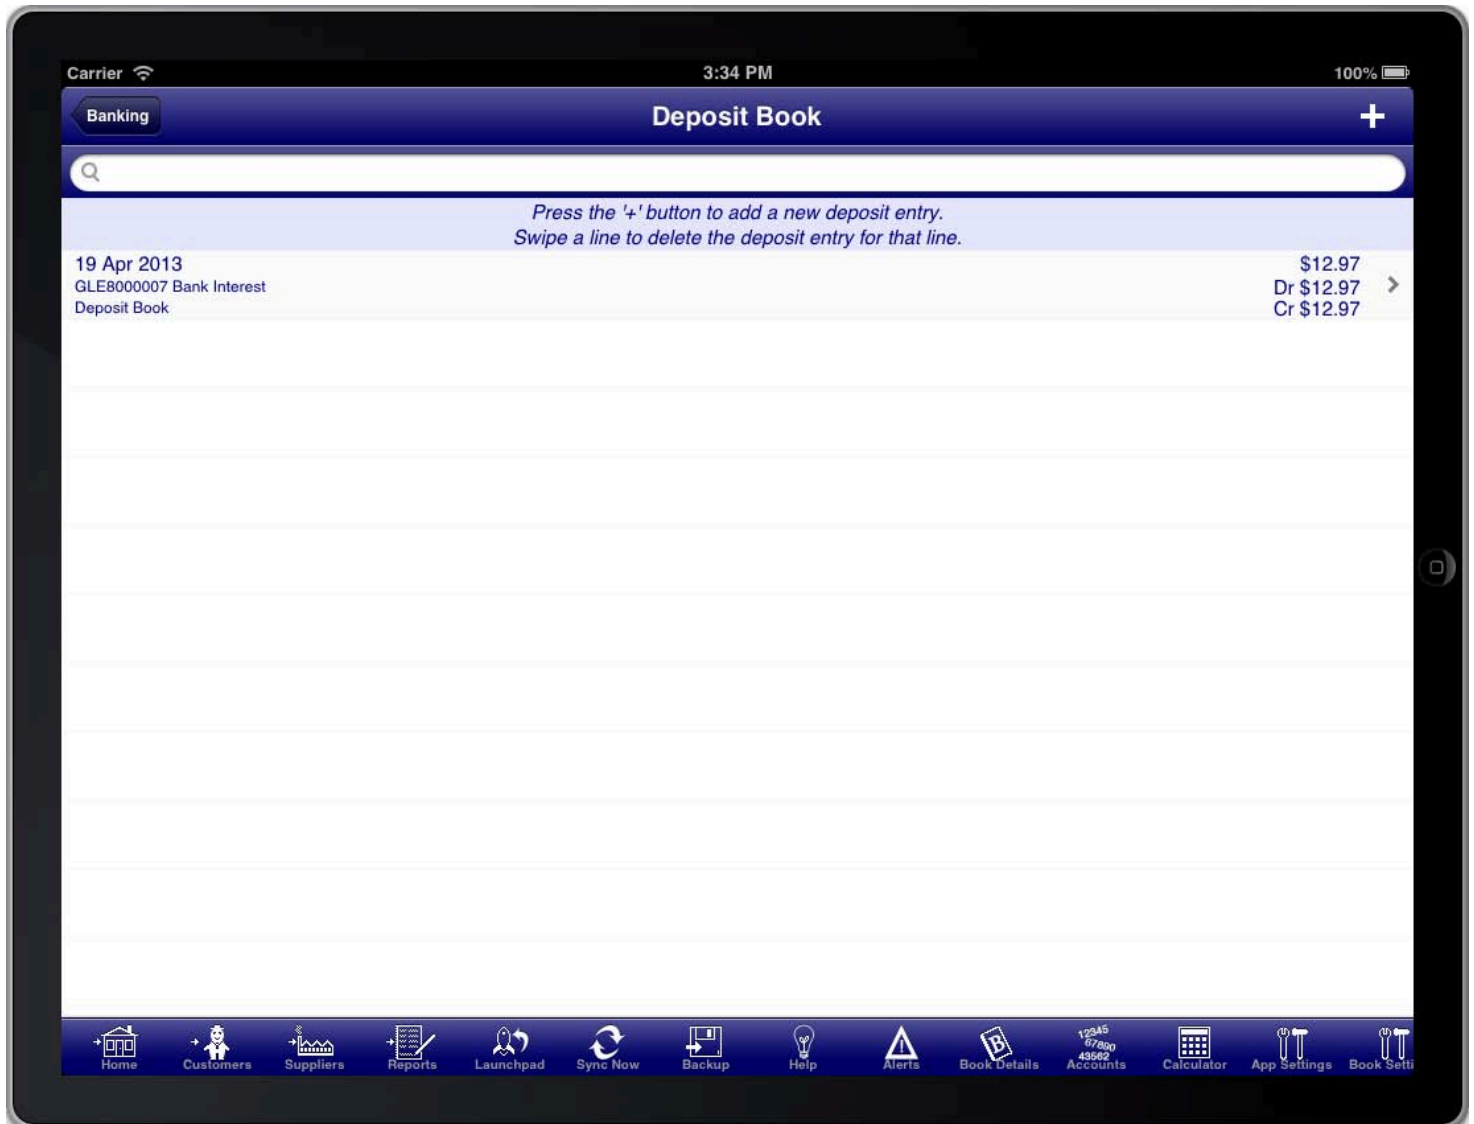 Carrier
3:34 PM
100%
Banking
Deposit Book
+
Press the '+' button to add a new deposit entry.
Swipe a line to delete the deposit entry for that line.
19 Apr 2013
$12.97
GLE8000007 Bank Interest
Dr $12.97
Deposit Book
Cr $12.97
B
12345
67890
43562
Home
Customers
Suppliers
Reports
Launchpad
Sync Now
Backup
Help
Alerts
Book Details
Accounts
Calculator
App Settings
Book Setti